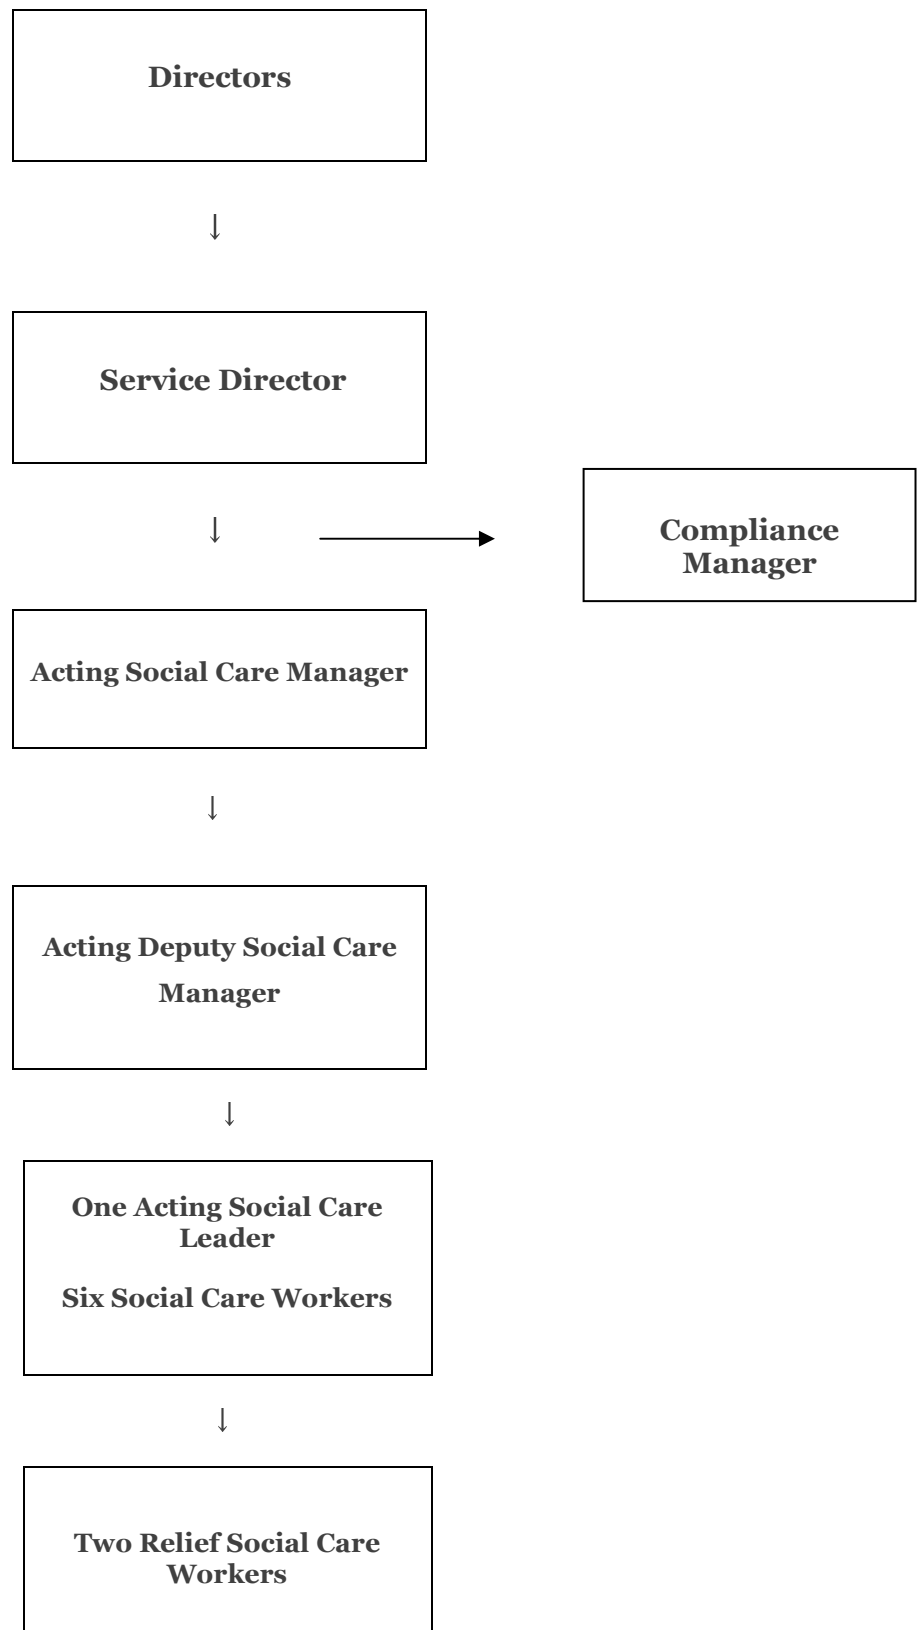 Directors
↓
Service Director
↓
Compliance
Manager
Acting Social Care Manager
↓
Acting Deputy Social Care
Manager
↓
One Acting Social Care
Leader
Six Social Care Workers
↓
Two Relief Social Care
Workers